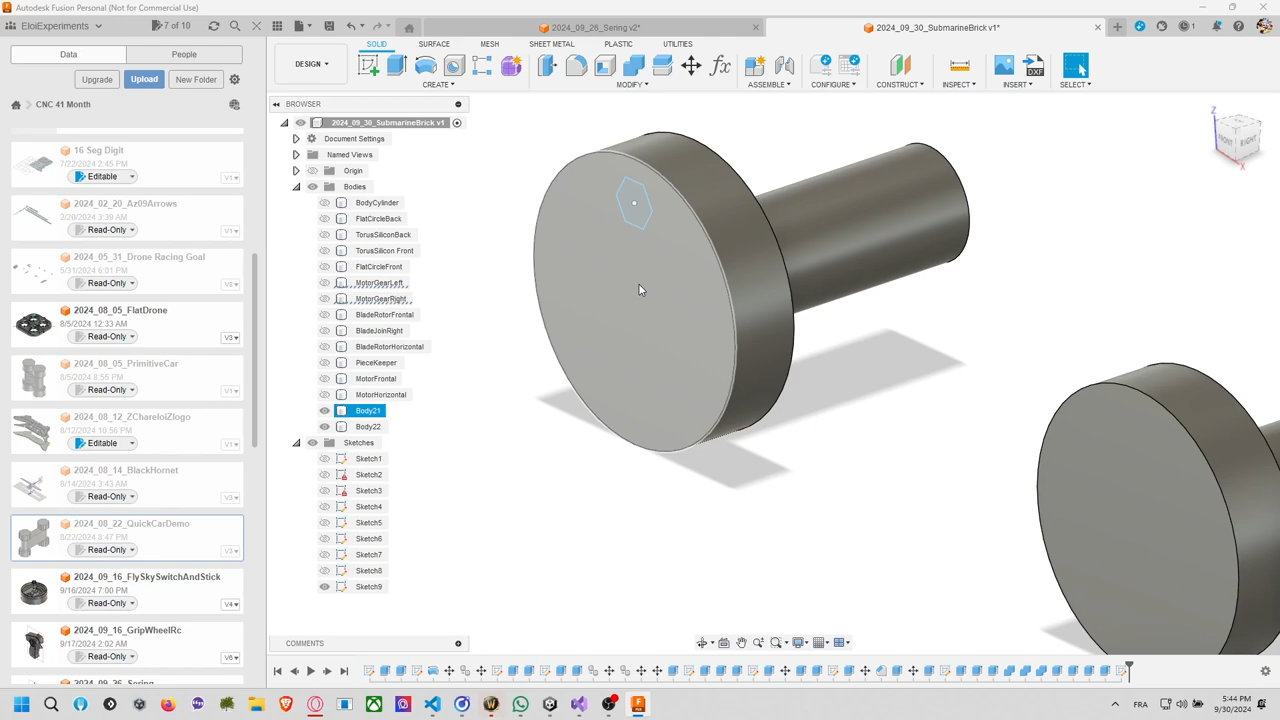 Autodesk Fusion Personal (Not for Commercial Use)
EloiExperiments
7 of 10
2024_09_26_Sering v2*
2024_09_30_SubmarineBrick v1*
1
Data
People
Upgrade
Upload
New Folder
CNC 41 Month
16 Seg Digit
7/22/2024 2:45 PM
Editable
V1
2024_02_20_Az09Arrows
2/20/2024 3:39 AM
Read-Only
V1
2024_05_31_Drone Racing Goal
5/31/2024 6:01 PM
Read-Only
2024_08_05_FlatDrone
8/5/2024 12:33 AM
Read-Only
V3
2024_08_05_PrimitiveCar
8/5/2024 8:55 PM
Read-Only
V1
2024_08_12_ZChareloiZlogo
8/12/2024 10:56 PM
Editable
V1
2024_08_14_BlackHornet
8/14/2024 3:43 AM
Read-Only
V1
2024_08_22_QuickCarDemo
8/22/2024 8:47 PM
Read-Only
V3
2024_09_16_FlySkySwitchAndStick
9/16/2024 7:00 PM
Read-Only
V4
2024_09_16_GripWheelRc
9/17/2024 2:02 AM
Read-Only
V6
SOLID
SURFACE
MESH
SHEET METAL
PLASTIC
UTILITIES
DESIGN
CREATE
MODIFY
ASSEMBLE
CONFIGURE
CONSTRUCT
INSPECT
INSERT
SELECT
BROWSER
2024_09_30_SubmarineBrick v1
Document Settings
Named Views
Origin
Bodies
BodyCylinder
FlatCircleBack
TorusSiliconBack
TorusSilicon Front
FlatCircleFront
MotorGearLeft
MotorGearRight
BladeRotorFrontal
BladeJoinRight
BladeRotorHorizontal
PieceKeeper
MotorFrontal
MotorHorizontal
Body21
Body22
Sketches
Sketch1
Sketch2
Sketch3
Sketch4
Sketch5
Sketch6
Sketch7
Sketch8
Sketch9
COMMENTS
Z
FRONT
RIGHT
X
FRA
5:44 PM
9/30/2024